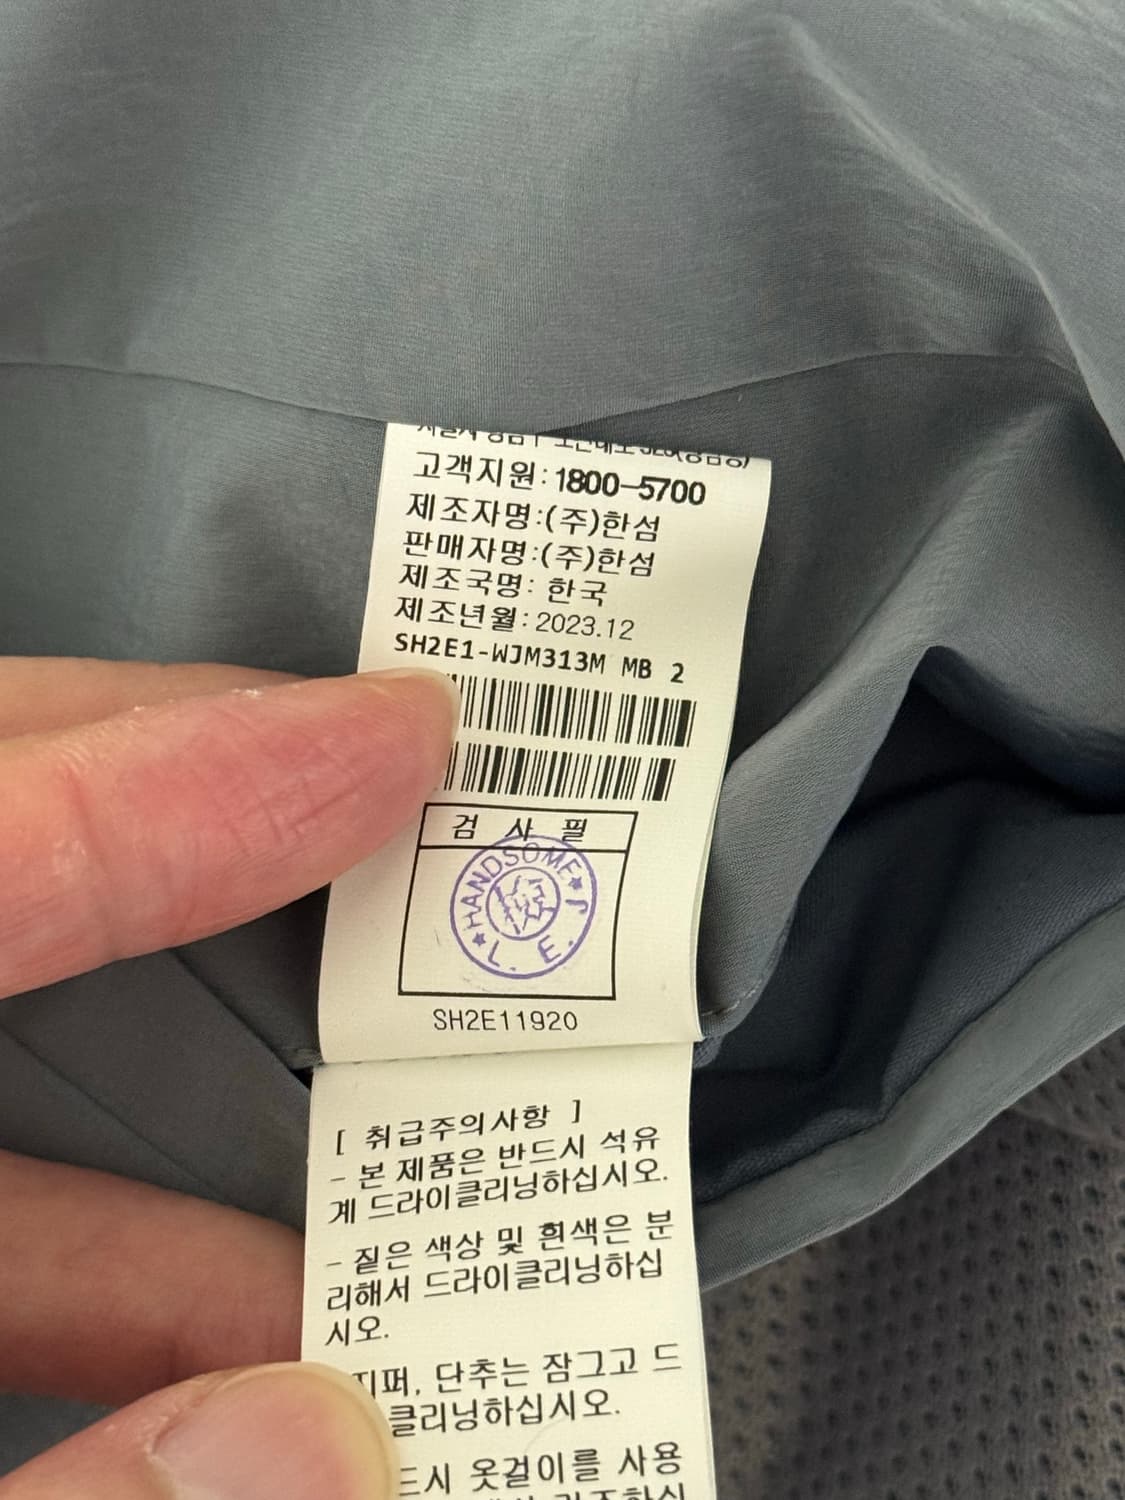 고객지원:1800-5700
제조자명:(주)한섬
판매자명:(주)한섬
제조국명: 한국
제조년월:2023.12
SH2E1-WJM313M MB 2
검 사 필
HANDSOME
J
L. E.
SH2E11920
[ 취급주의사항 ]
- 본 제품은 반드시 석유
계 드라이클리닝하십시오.
- 짙은 색상 및 흰색은 분
리해서 드라이클리닝하십
시오.
단추는 잠그고 드
클리닝하십시오.
옷걸이를 사용